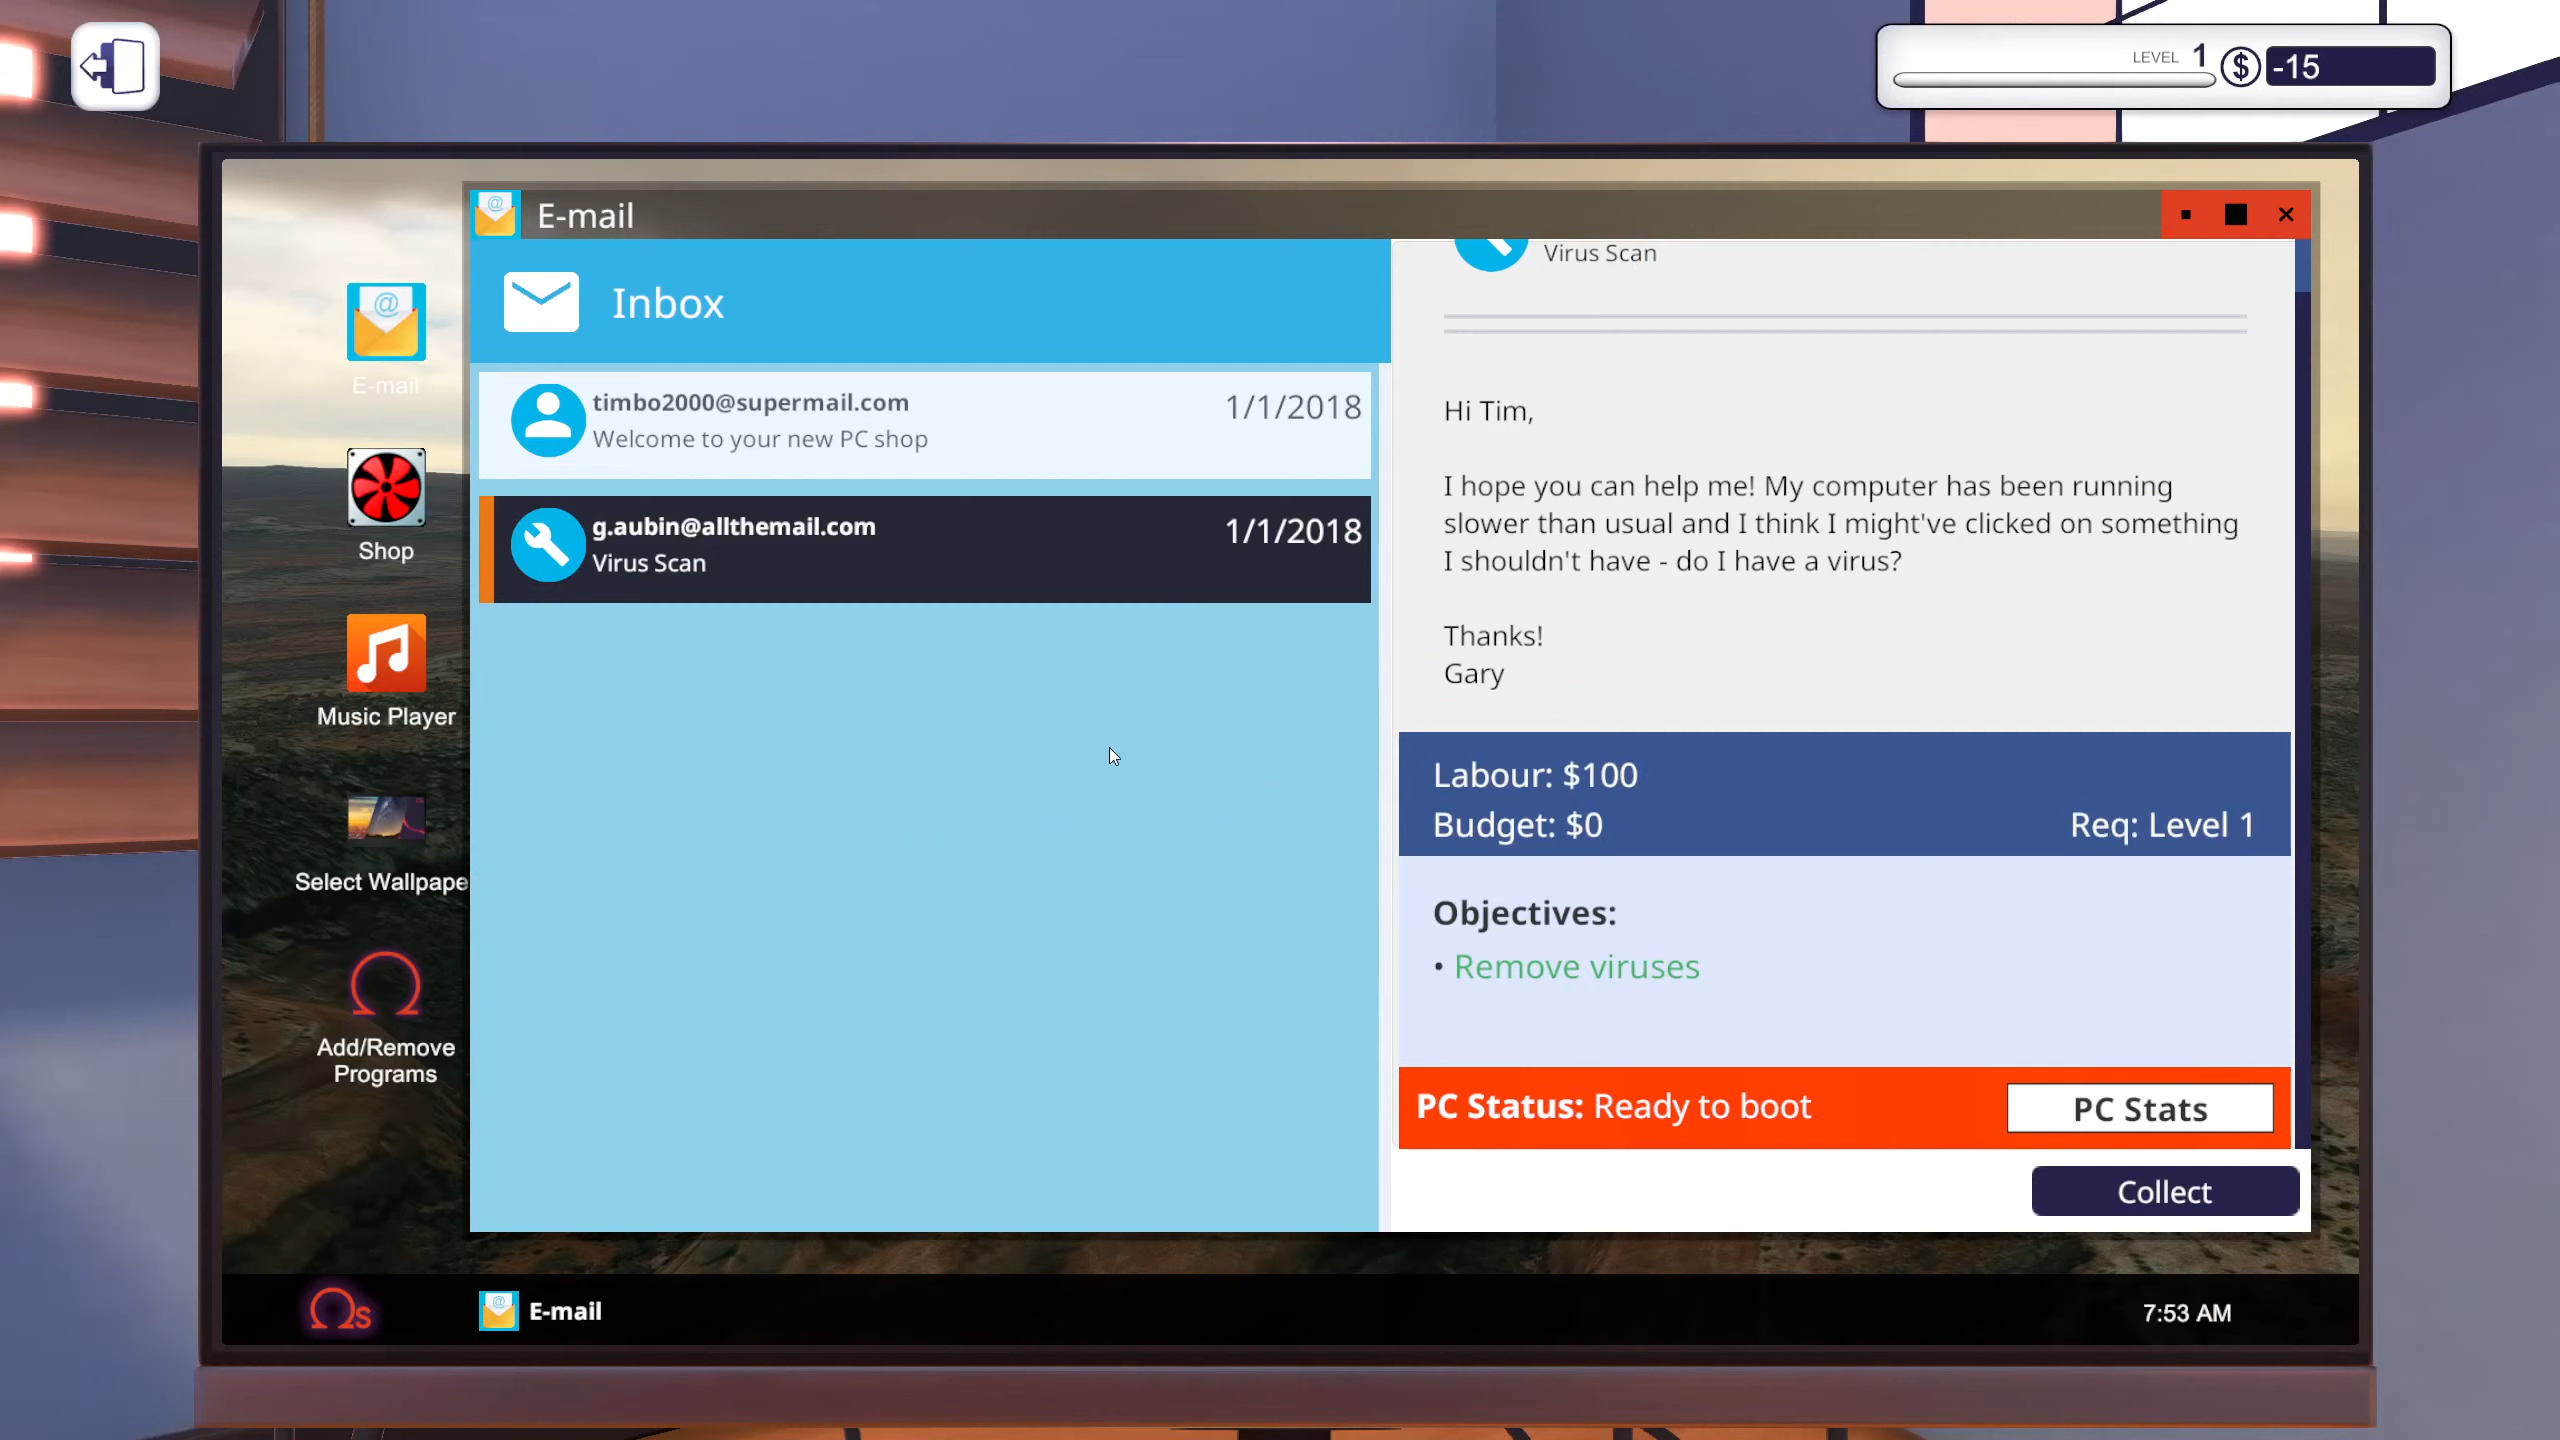 LEVEL 1
$ -15
E-mail
Inbox
timbo2000@supermail.com
1/1/2018
Welcome to your new PC shop
g.aubin@allthemail.com
1/1/2018
Virus Scan
Virus Scan
Hi Tim,
I hope you can help me! My computer has been running
slower than usual and I think I might've clicked on something
I shouldn't have - do I have a virus?
Thanks!
Gary
Labour: $100
Budget: $0
Req: Level 1
Objectives:
• Remove viruses
PC Status: Ready to boot
PC Stats
Collect
E-mail
Shop
Music Player
Select Wallpape
Add/Remove
Programs
Ωs
E-mail
7:53 AM